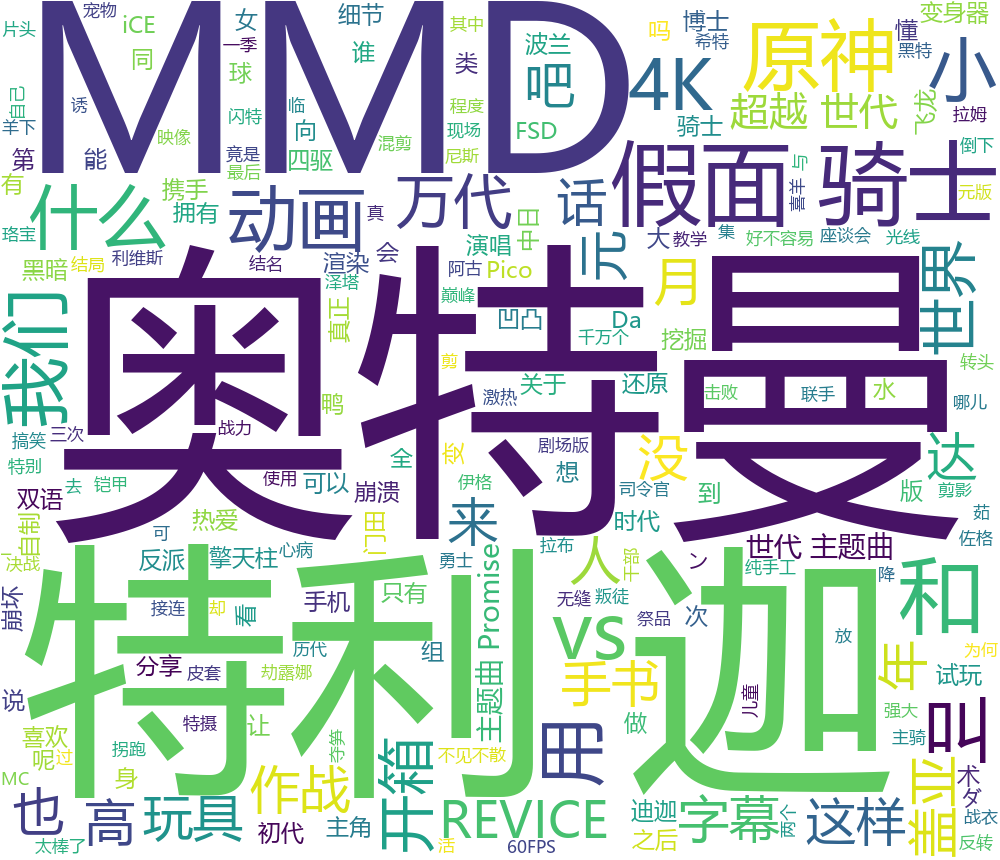 片头
宠物
iCE
女
细节
MMD
其中
博士
吗
变身器
同
一季
谁
波兰
希特
懂
黑特
原神
小
自己
诱
球
类
吧
4K
羊下
映像
闪特
临
向
混剪
程度
现场
FSD
骑士
超越
世代
飞龙
拉姆
第
能
竟是
最后
四驱
尼斯
倒下
有
携手
拥有
什么
动画
真
万代
话
假面
骑士
与
喜羊
元版
珞宝
利维斯
结名
渲染
会
演唱
中日
元
大
教学
集
好不容易
座谈会
光线
黑暗
结局
泽塔
阿古
Pico
巅峰
凹凸
Da
月
世界
真正
千万个
挖掘
转头
我们
奥特曼
剪
关于
还原
击败
联手
水
哪儿
鸭
激热
搞笑
三次
战力
变
剧场版
没
达
特别
去
铠甲
使用
可以
全
伊格
想
司令官
到
版
剪影
双语
崩溃
来
时代
茹
自制
热爱
可
门田
佐格
决战
反派
擎天柱
心病
勇士
拉布
人
世代
主题曲
ン
纯手工
降
和
崩坏
接连
却
看
手机
只有
Promise
无缝
叛徒
vs
祭品
次
放
特利迦
历代
组
为何
分享
皮套
劫露娜
主题曲
手书
年
试玩
说
特摄
让
夺笋
做
儿童
强大
喜欢
拐跑
不见不散
用
主骑
叫
呢
过
身
开箱
MC
作战
迪迦
盖亚
术
也
高
玩具
REVICE
字幕
两个
这样
ダ
战衣
初代
主角
之后
太棒了
活
60FPS
反转